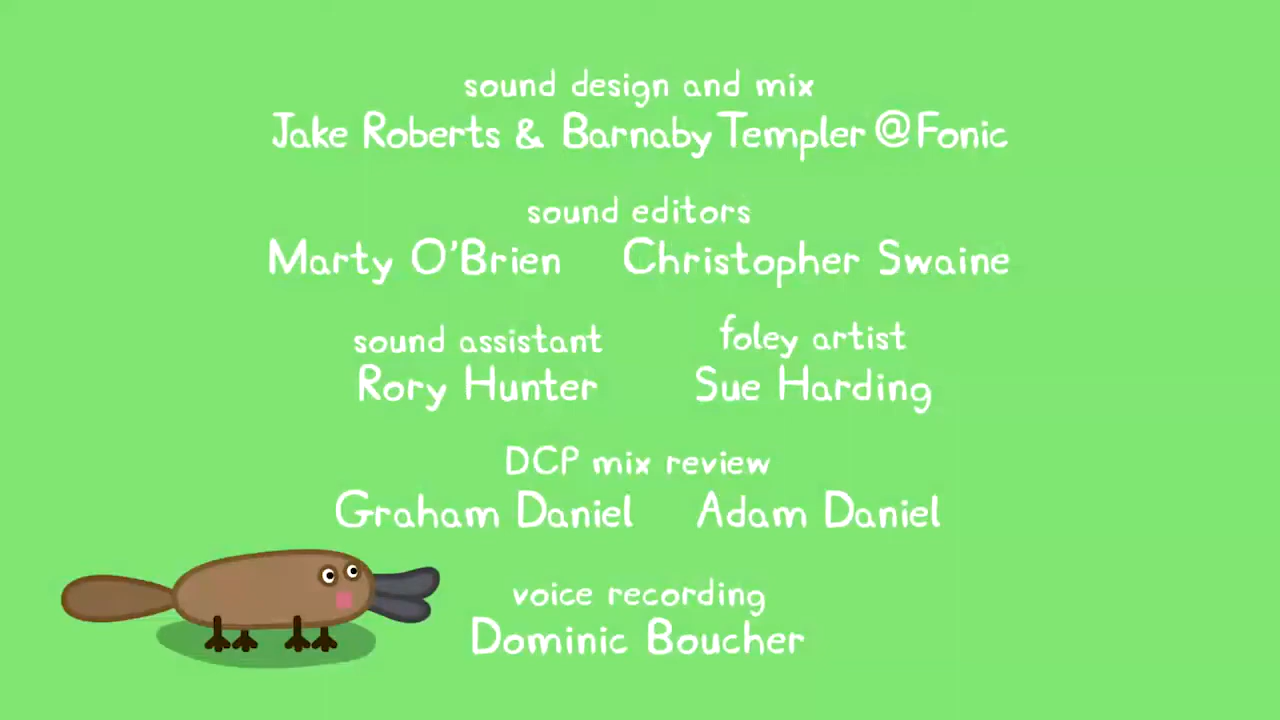 sound design and mix
Jake Roberts & Barnaby Templer @ Fonic
sound editors
Marty O'Brien Christopher Swaine
sound assistant foley artist
Rory Hunter Sue Harding
DCP mix review
Graham Daniel Adam Daniel
voice recording
Dominic Boucher